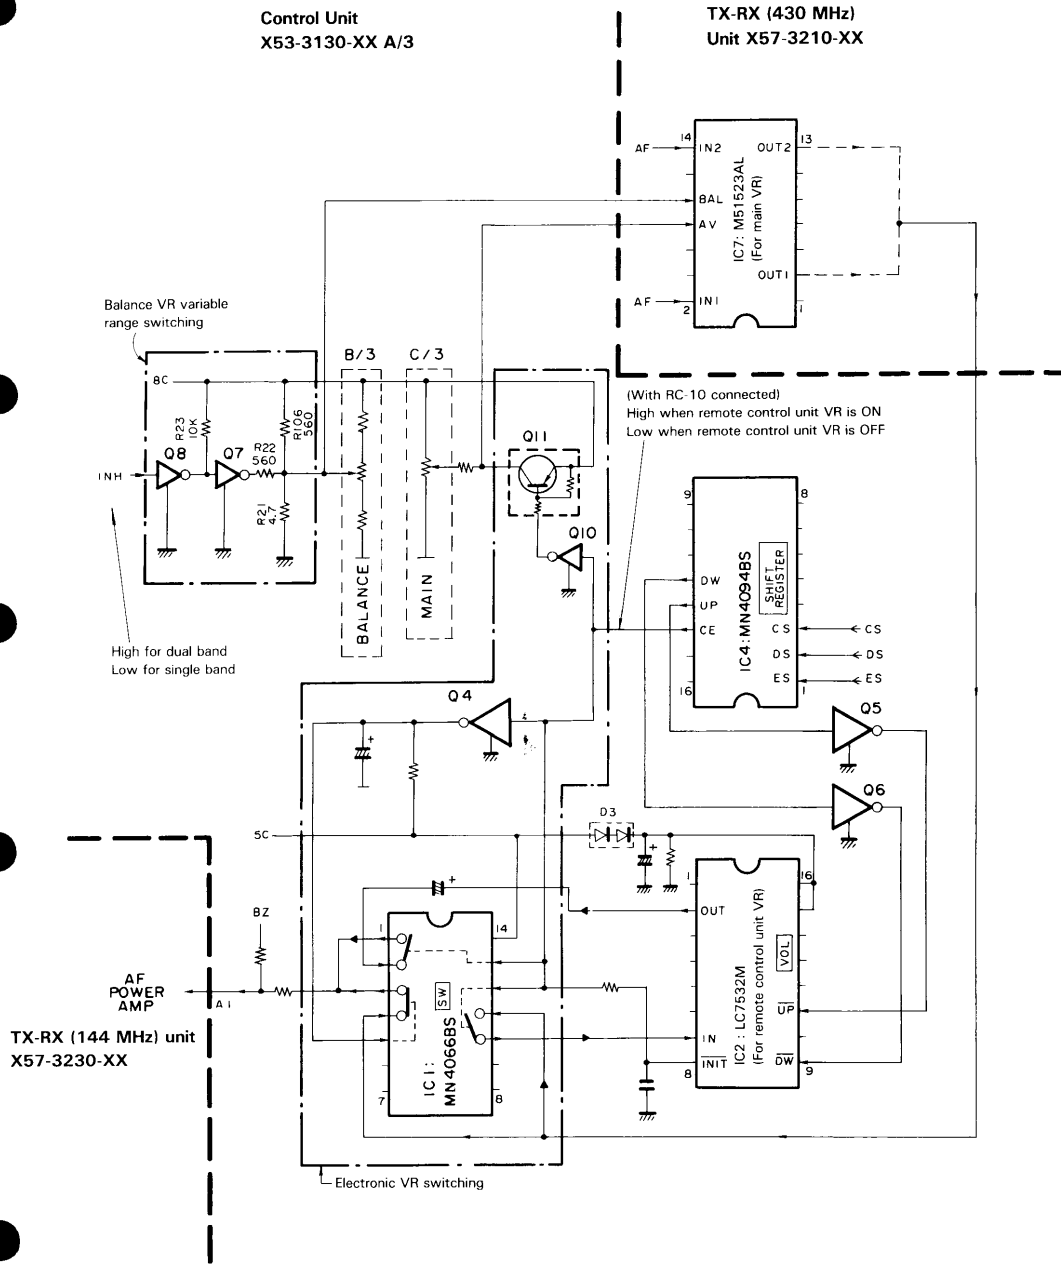 Control Unit
X53-3130-XX A/3
TX-RX (430 MHz)
Unit X57-3210-XX
14
13
AF
IN2
OUT2
BAL
AV
IC7: M51523AL
(For main VR)
OUT1
AF
IN1
2
1
Balance VR variable
range switching
B/3
C/3
8C
R23
10K
R106
560
Q8
Q7
R22
560
INH
R21
4.7
BALANCE
MAIN
High for dual band
Low for single band
(With RC-10 connected)
High when remote control unit VR is ON
Low when remote control unit VR is OFF
Q11
Q10
9
8
DW
UP
CE
IC4: MN4094BS
SHIFT
REGISTER
CS
DS
ES
CS
DS
ES
16
1
Q4
Q5
Q6
5C
D3
1
16
OUT
IC2 : LC7532M
(For remote control unit VR)
VOL
UP
IN
INIT
DW
8
9
BZ
1
14
SW
IC1:
MN4066BS
7
8
AF
POWER
AMP
A1
TX-RX (144 MHz) unit
X57-3230-XX
Electronic VR switching